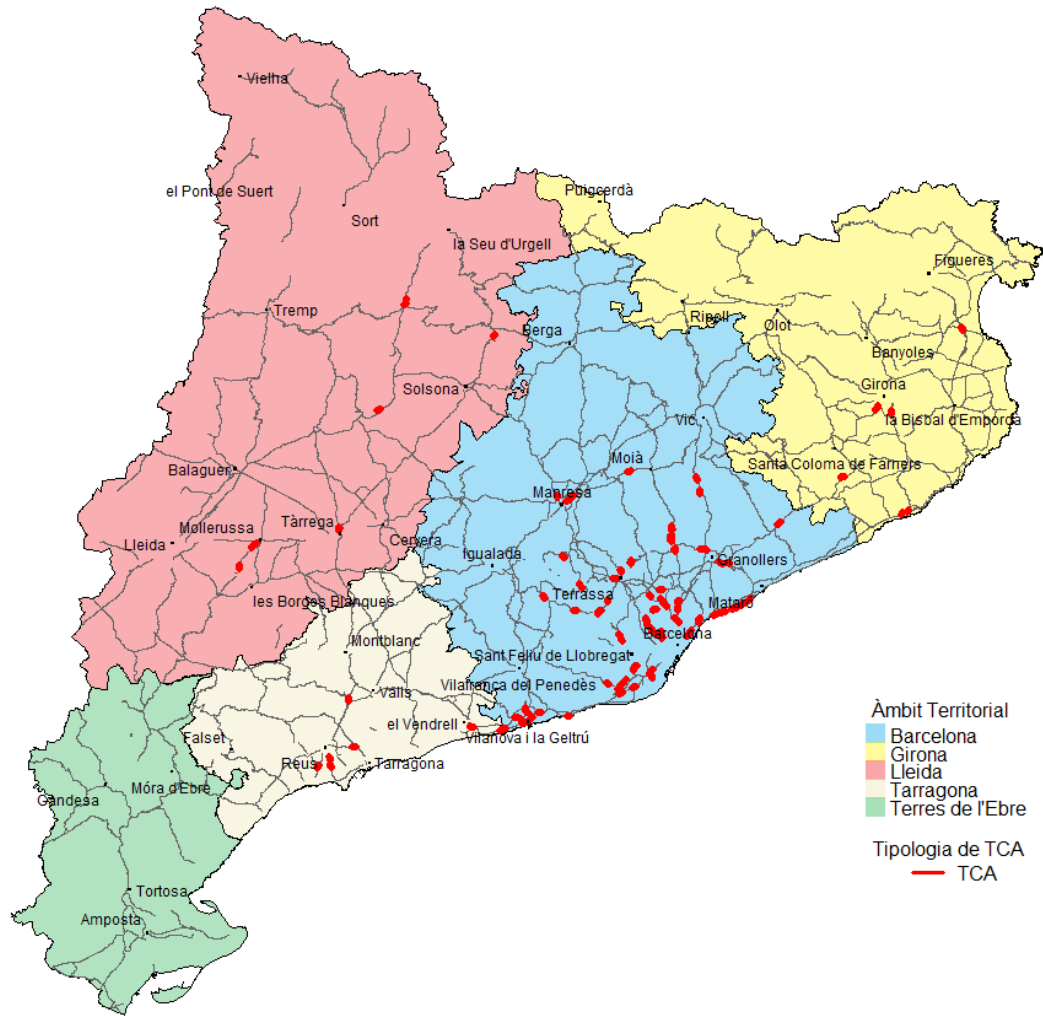 Vielha
el Pont de Suert
Puigcerdà
Sort
la Seu d'Urgell
Figueres
Tremp
Ripoll
Olot
Berga
Banyoles
Girona
Solsona
la Bisbal d'Empordà
Vic
Balaguer
Moià
Santa Coloma de Farners
Manresa
Mollerussa
Tàrrega
Lleida
Cervera
Igualada
Granollers
les Borges Blanques
Terrassa
Mataró
Barcelona
Montblanc
Sant Feliu de Llobregat
Vilafranca del Penedès
Valls
el Vendrell
Falset
Vilanova i la Geltrú
Reus
Tarragona
Móra d'Ebre
Gandesa
Tortosa
Amposta
Àmbit Territorial
Barcelona
Girona
Lleida
Tarragona
Terres de l'Ebre
Tipologia de TCA
TCA